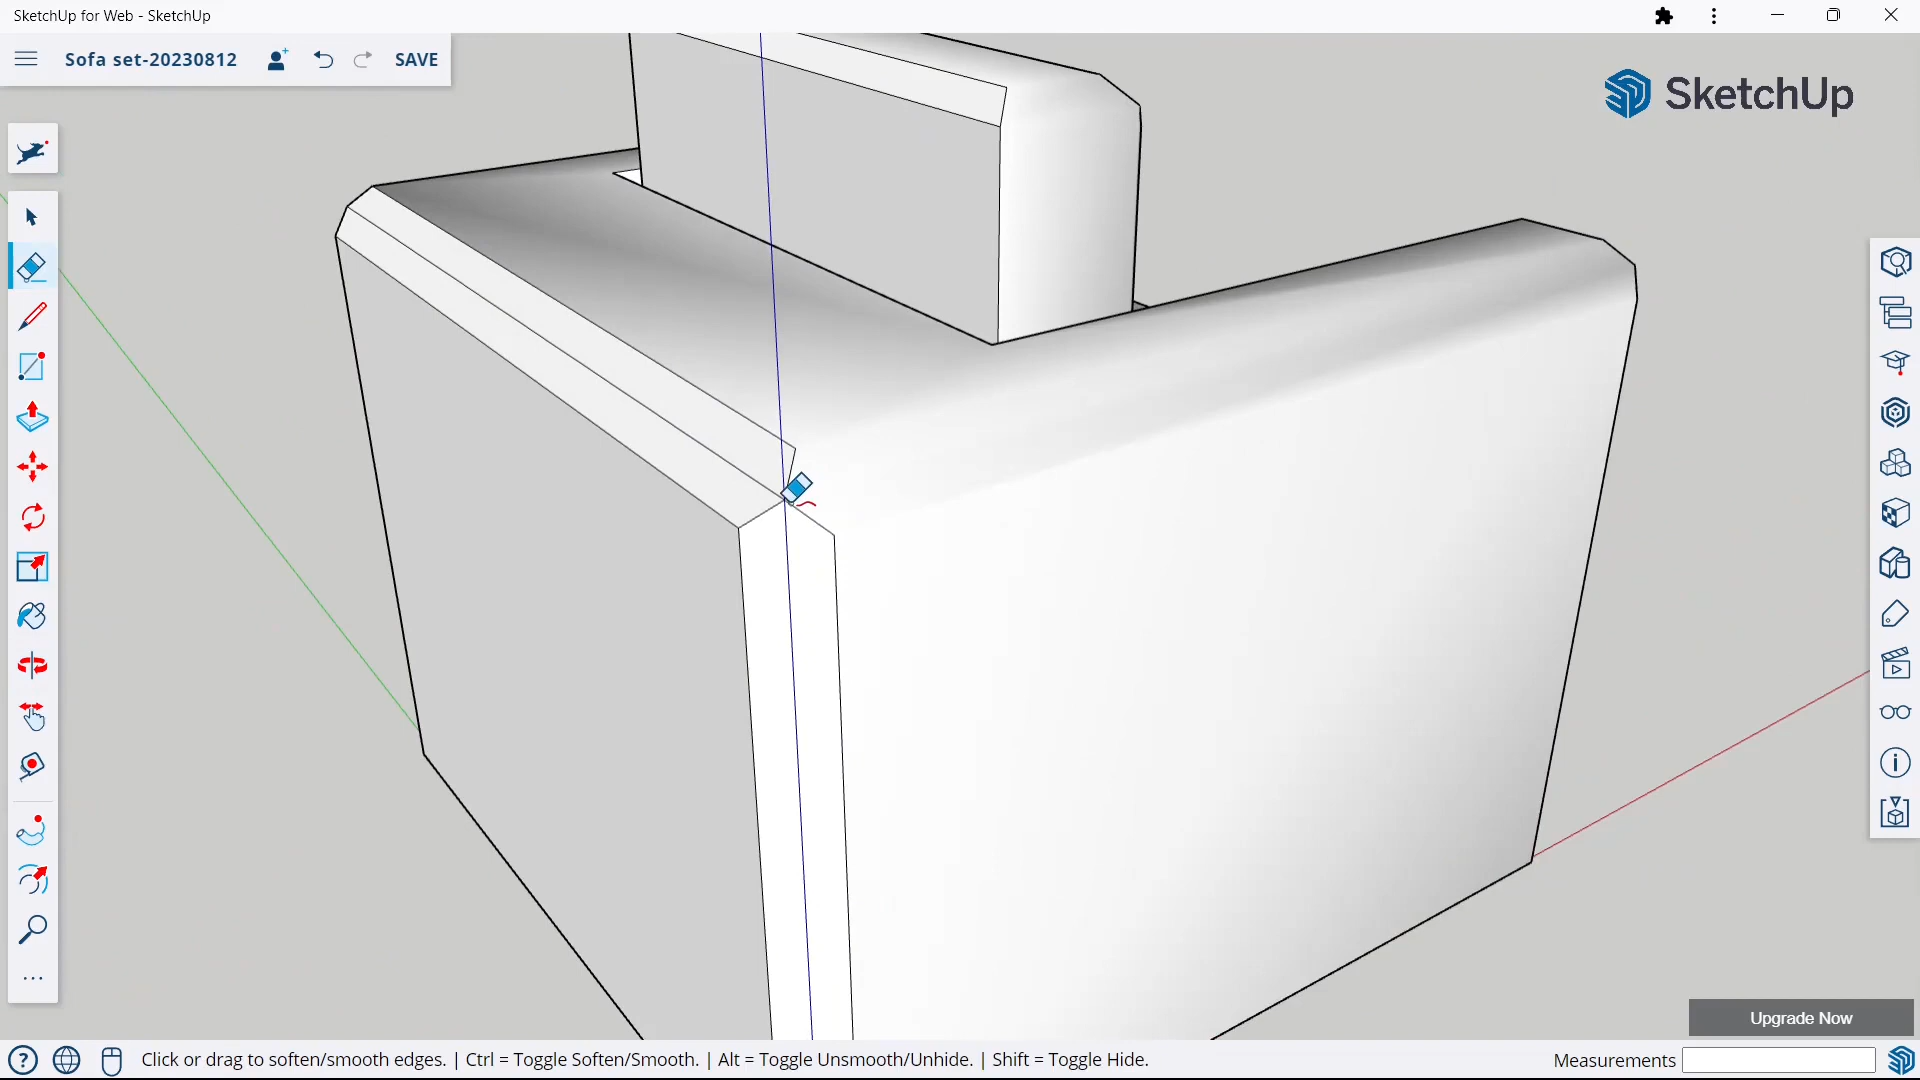 SketchUp for Web - SketchUp
Sofa set-20230812
SAVE
SketchUp
Upgrade Now
Click or drag to soften/smooth edges. | Ctrl = Toggle Soften/Smooth. | Alt = Toggle Unsmooth/Unhide. | Shift = Toggle Hide.
Measurements